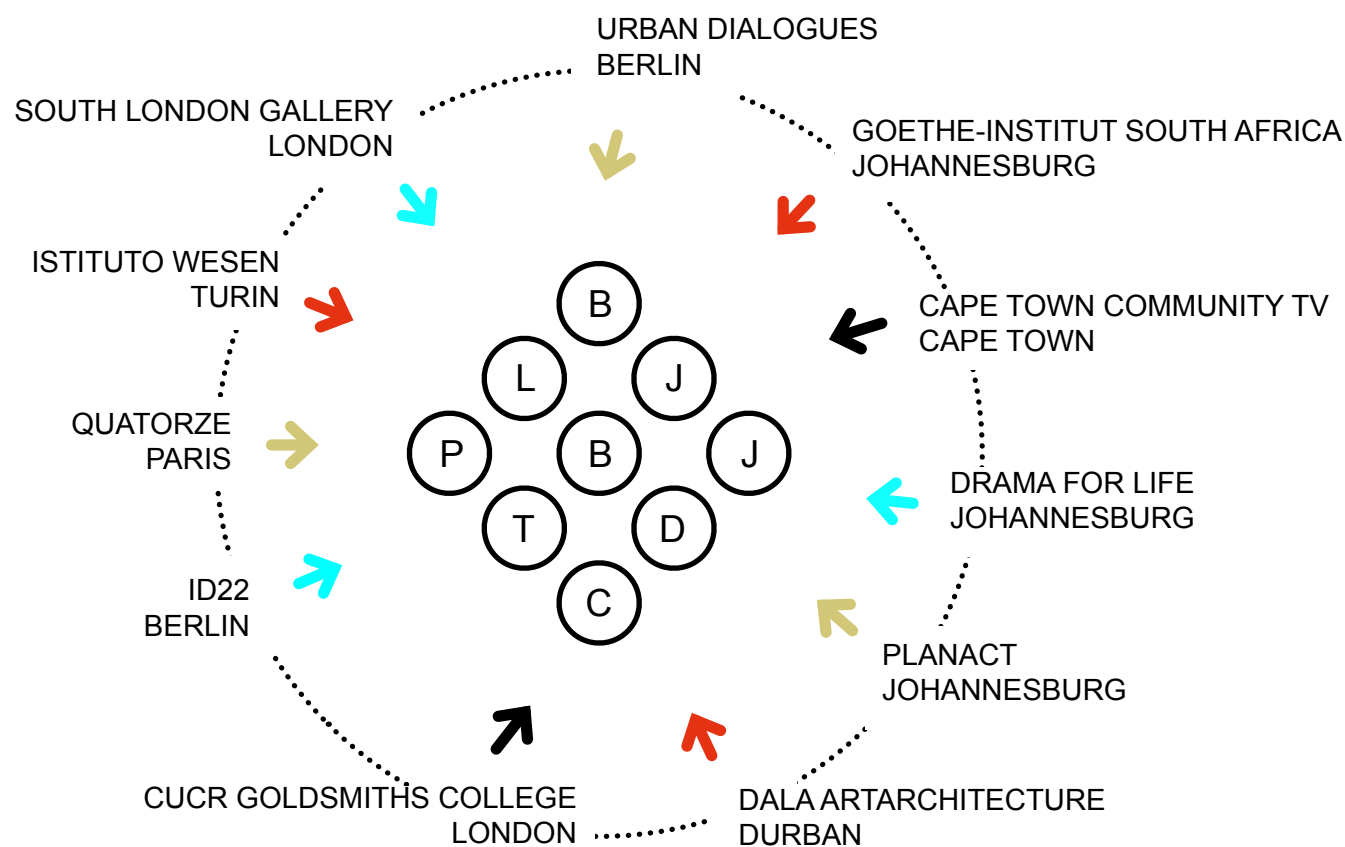 URBAN DIALOGUES
BERLIN
SOUTH LONDON GALLERY
LONDON
GOETHE-INSTITUT SOUTH AFRICA
JOHANNESBURG
ISTITUTO WESEN
TURIN
CAPE TOWN COMMUNITY TV
CAPE TOWN
QUATORZE
PARIS
DRAMA FOR LIFE
JOHANNESBURG
ID22
BERLIN
PLANACT
JOHANNESBURG
CUCR GOLDSMITHS COLLEGE
LONDON
DALA ARTARCHITECTURE
DURBAN
B
L J
P B J
T D
C